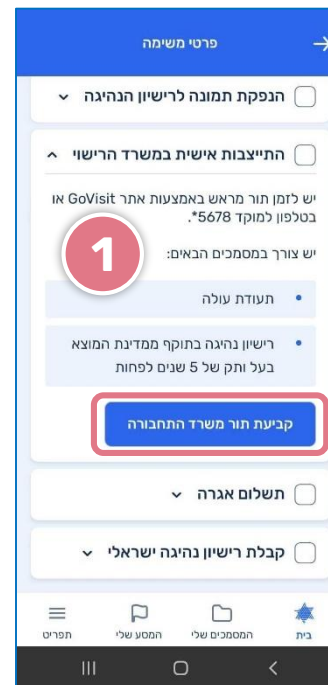 פרטי משימה
הנפקת תמונה לרישיון הנהיגה
התייצבות אישית במשרד הרישוי
יש לזמן תור מראש באמצעות אתר GoVisit או
בטלפון למוקד 5678*.
יש צורך במסמכים הבאים:
1
• תעודת עולה
• רישיון נהיגה בתוקף ממדינת המוצא
בעל ותק של 5 שנים לפחות
קביעת תור משרד התחבורה
תשלום אגרה
קבלת רישיון נהיגה ישראלי
בית
המסמכים שלי
המסע שלי
תפריט